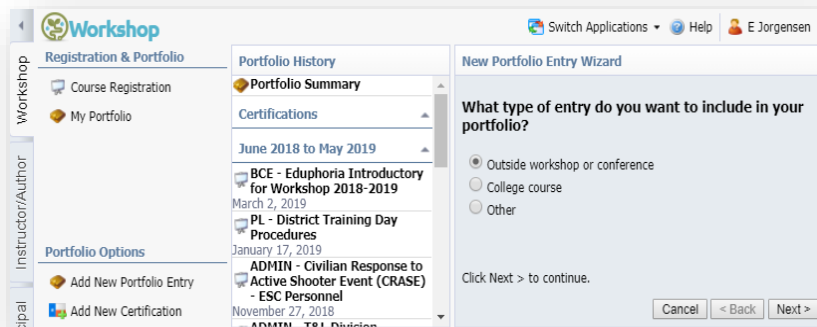 Workshop
Switch Applications
Help
E Jorgensen
Workshop
Instructor/Author
cipal
Registration & Portfolio
Course Registration
My Portfolio
Portfolio Options
Add New Portfolio Entry
Add New Certification
Portfolio History
Portfolio Summary
Certifications
June 2018 to May 2019
BCE - Eduphoria Introductory
for Workshop 2018-2019
March 2, 2019
PL - District Training Day
Procedures
January 17, 2019
ADMIN - Civilian Response to
Active Shooter Event (CRASE)
- ESC Personnel
November 27, 2018
ADMIN - T&L Division
New Portfolio Entry Wizard
What type of entry do you want to include in your
portfolio?
Outside workshop or conference
College course
Other
Click Next > to continue.
Cancel
< Back
Next >